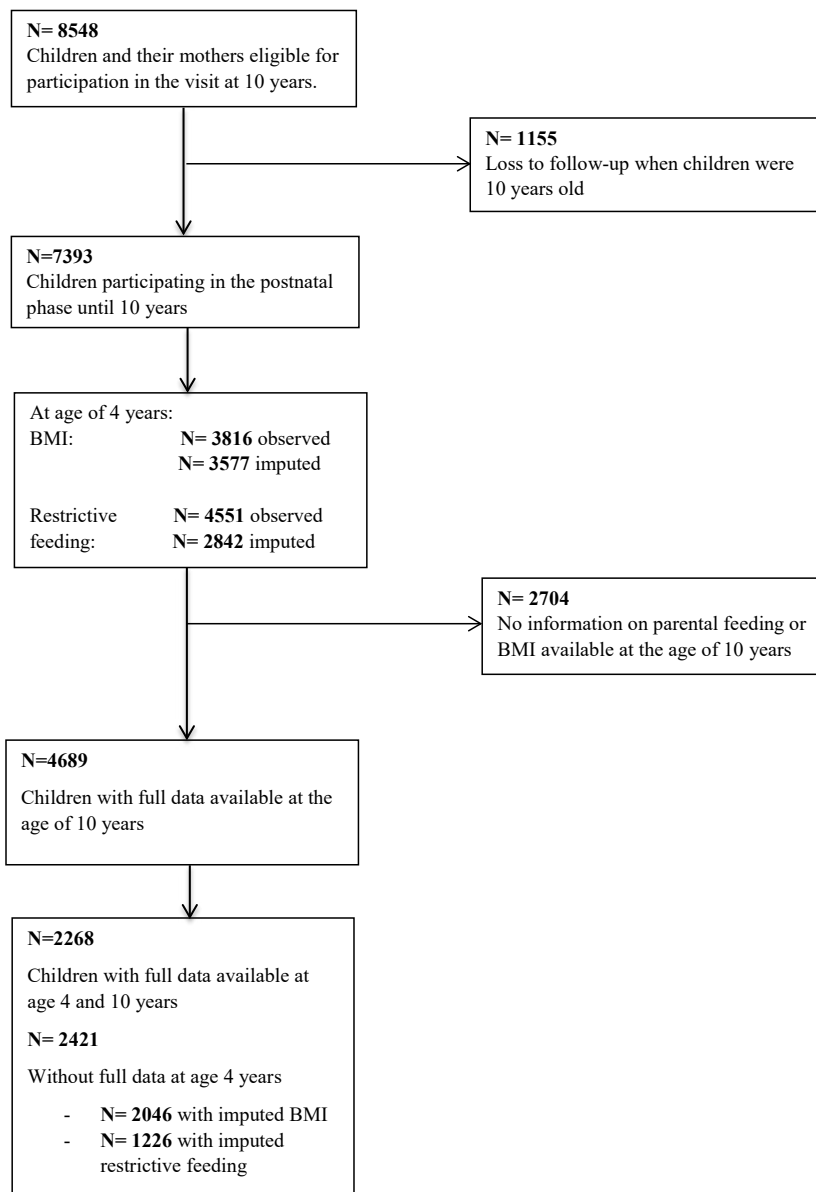 N= 8548
Children and their mothers eligible for
participation in the visit at 10 years.
N= 1155
Loss to follow-up when children were
10 years old
N=7393
Children participating in the postnatal
phase until 10 years
At age of 4 years:
BMI: N= 3816 observed
N= 3577 imputed
Restrictive N= 4551 observed
feeding: N= 2842 imputed
N= 2704
No information on parental feeding or
BMI available at the age of 10 years
N=4689
Children with full data available at the
age of 10 years
N=2268
Children with full data available at
age 4 and 10 years
N= 2421
Without full data at age 4 years
- N= 2046 with imputed BMI
- N= 1226 with imputed
restrictive feeding